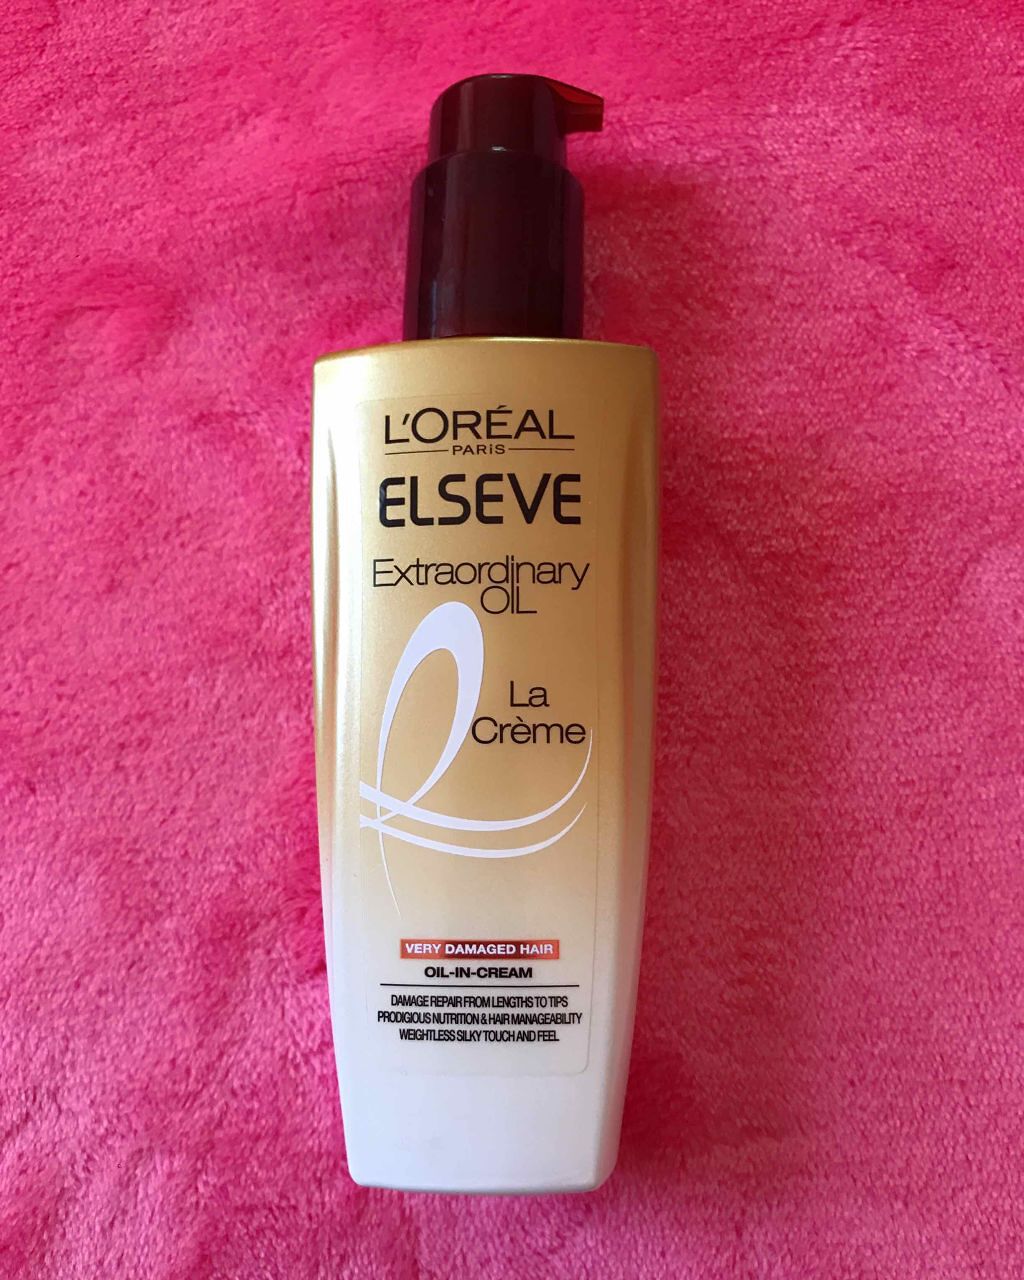 L'ORÉAL
PARIS
ELSEVE
Extraordinary
OIL
La
Crème
VERY DAMAGED HAIR
OIL-IN-CREAM
DAMAGE REPAIR FROM LENGTHS TO TIPS
PRODIGIOUS NUTRITION & HAIR MANAGEABILITY
WEIGHTLESS SILKY TOUCH AND FEEL